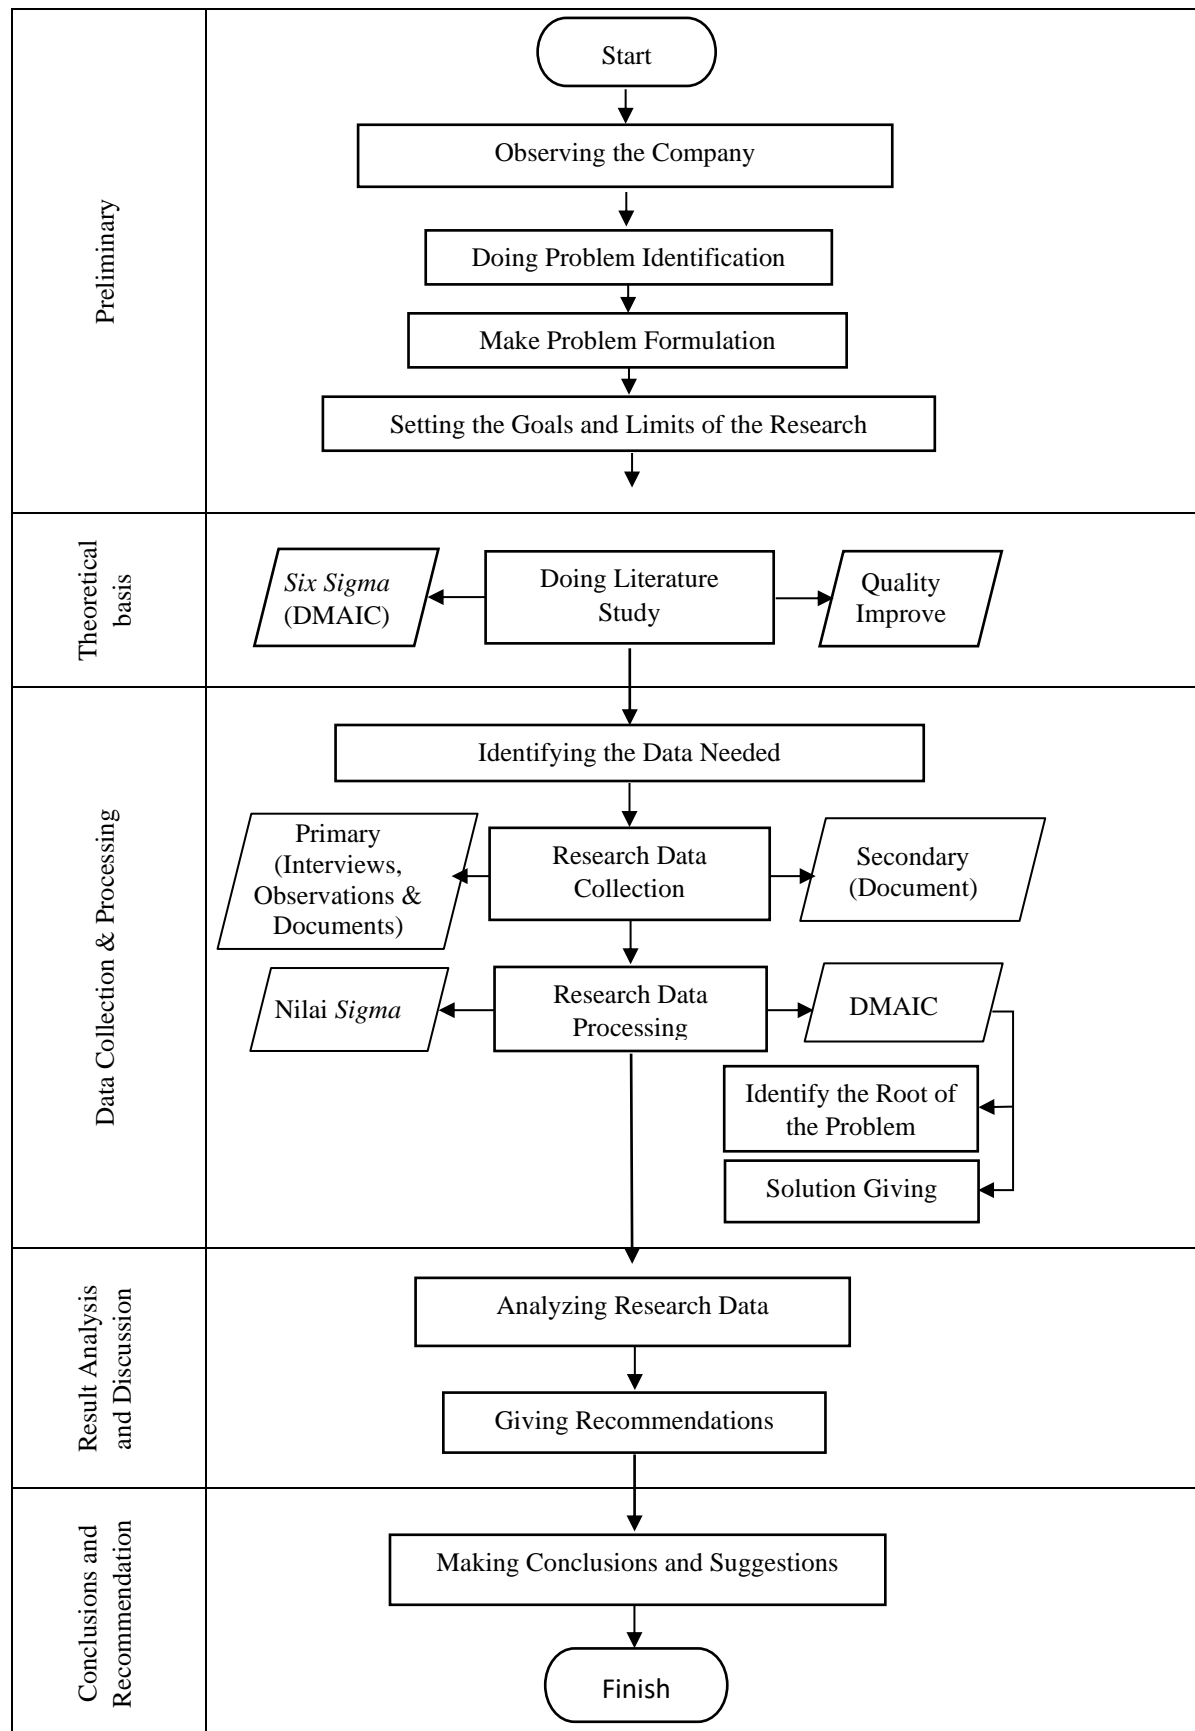 Preliminary
Start
Observing the Company
Doing Problem Identification
Make Problem Formulation
Setting the Goals and Limits of the Research
Theoretical
basis
Six Sigma
(DMAIC)
Doing Literature
Study
Quality
Improve
Data Collection & Processing
Identifying the Data Needed
Primary
(Interviews,
Observations &
Documents)
Research Data
Collection
Secondary
(Document)
Nilai Sigma
Research Data
Processing
DMAIC
Identify the Root of
the Problem
Solution Giving
Result Analysis
and Discussion
Analyzing Research Data
Giving Recommendations
Conclusions and
Recommendation
Making Conclusions and Suggestions
Finish